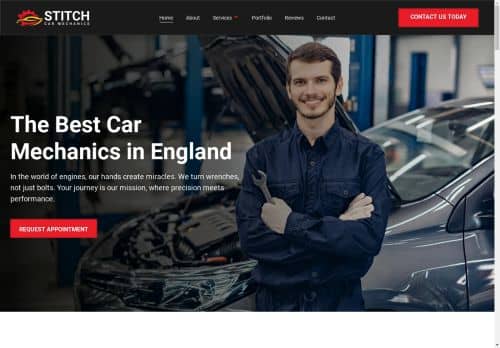 STITCH
CAR MECHANICS
Home
About
Services
Portfolio
Reviews
Contact
CONTACT US TODAY
The Best Car
Mechanics in England
In the world of engines, our hands create miracles. We turn wrenches,
not just bolts. Your journey is our mission, where precision meets
performance.
REQUEST APPOINTMENT